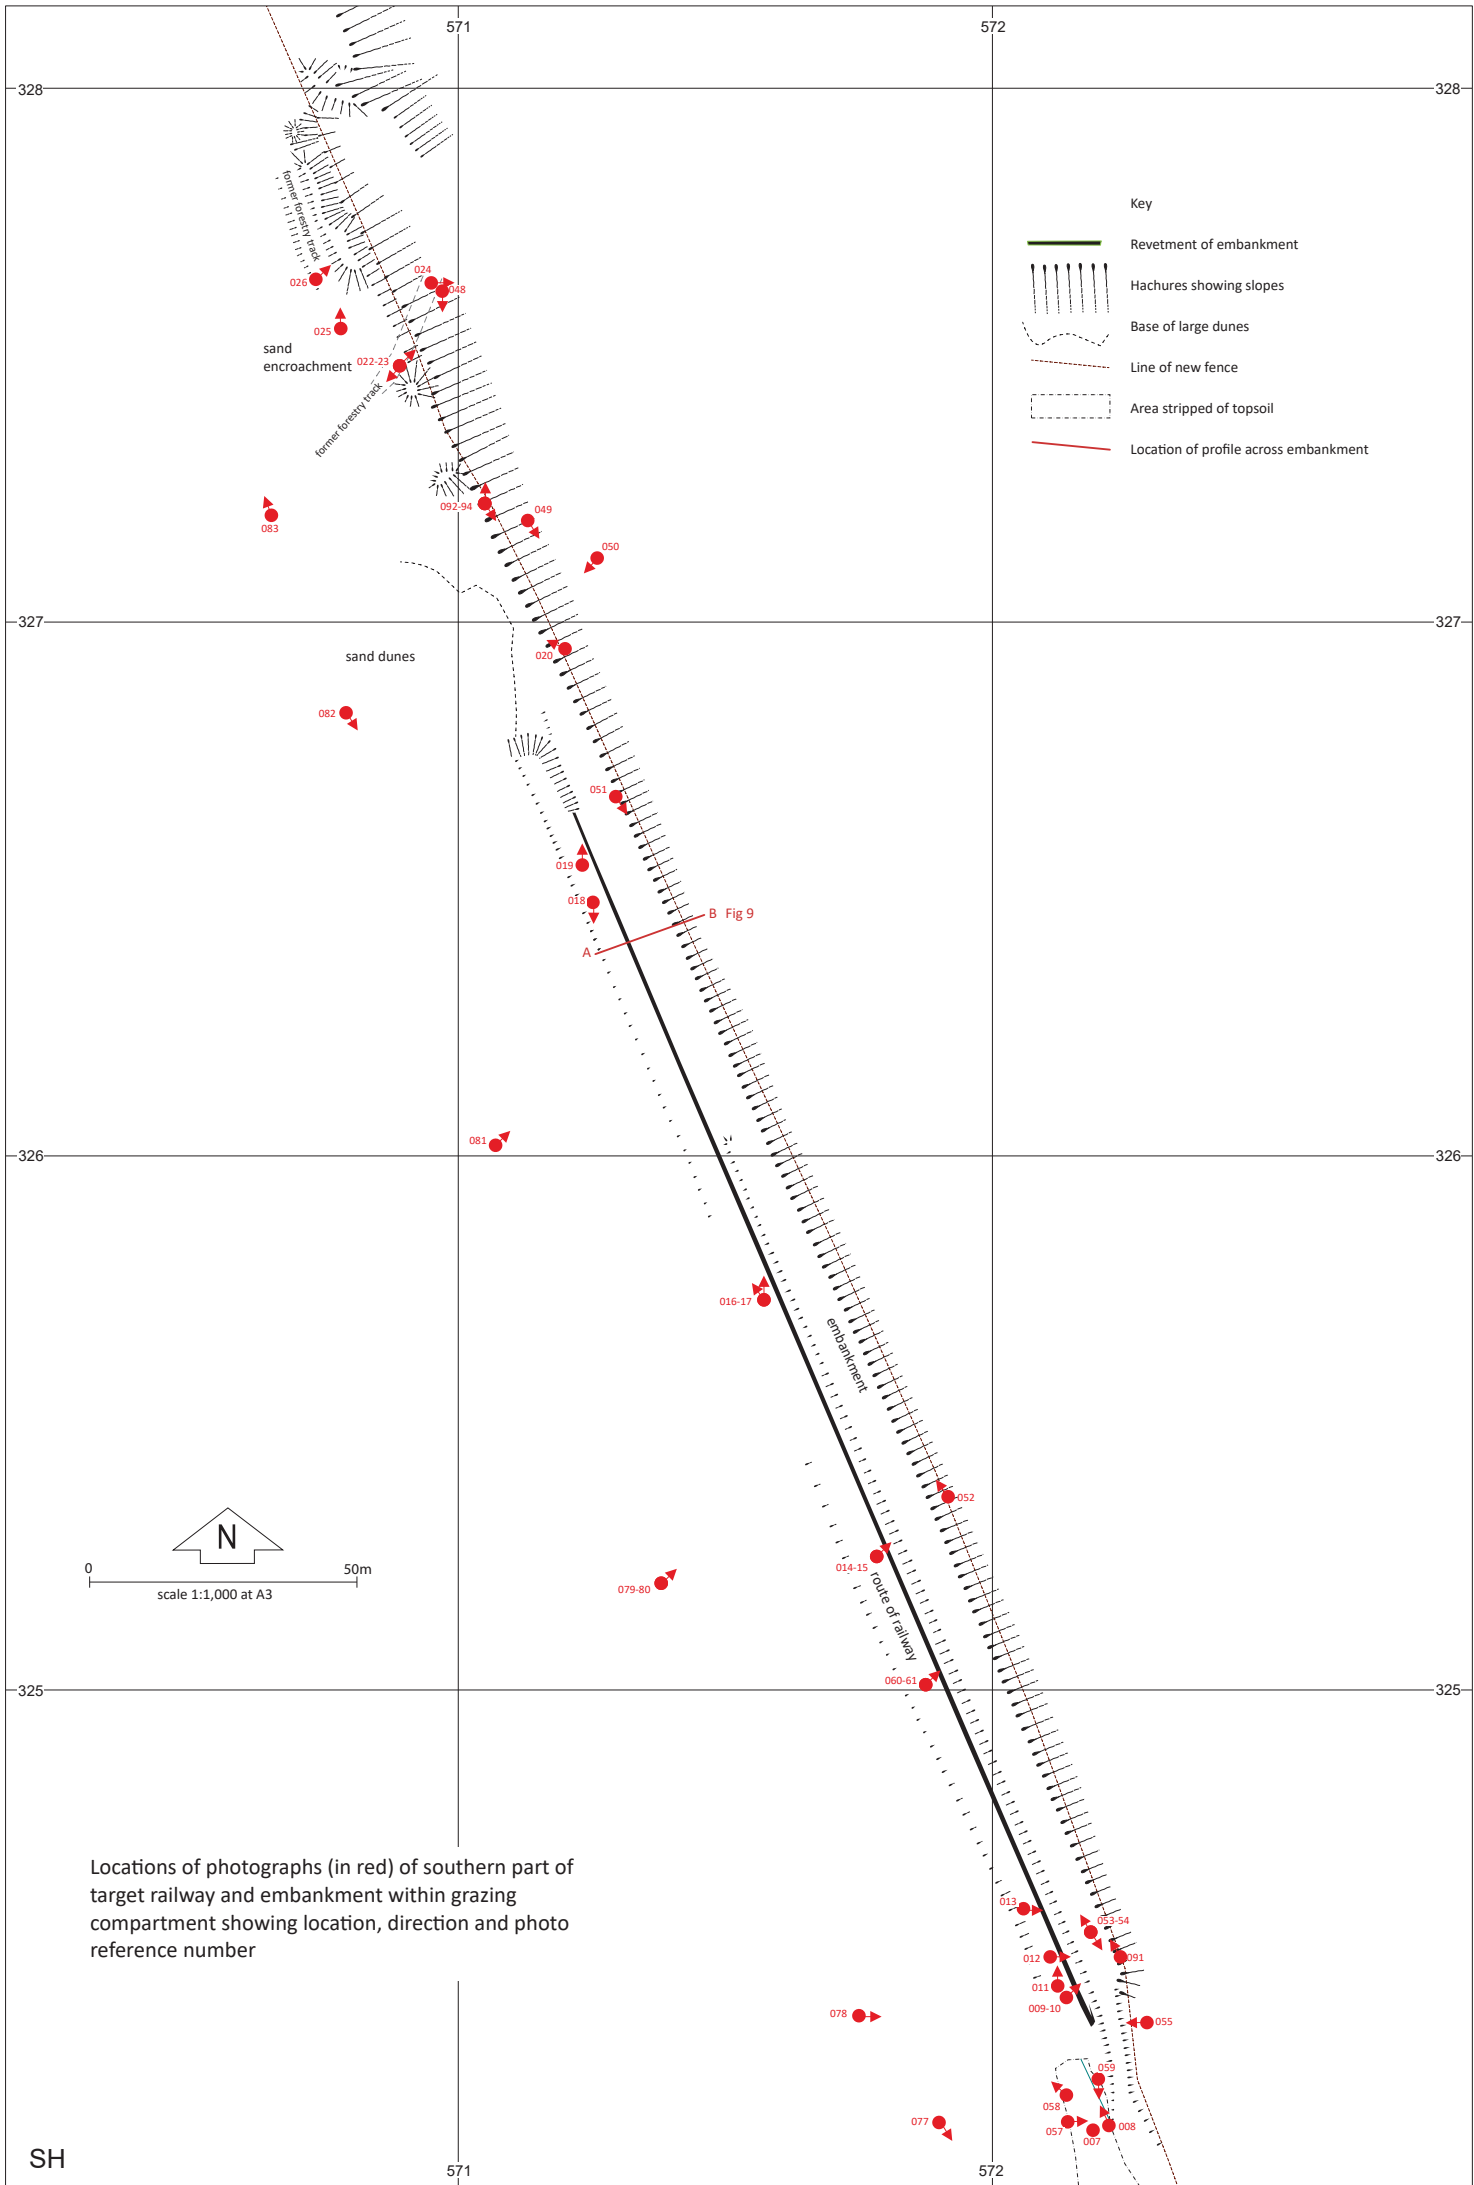 571
572
328
328
former forestry track
026
024
048
025
sand
encroachment
022-23
former forestry track
083
092-94
049
050
Key
Revetment of embankment
Hachures showing slopes
Base of large dunes
Line of new fence
Area stripped of topsoil
Location of profile across embankment
327
327
020
sand dunes
082
051
019
018
B Fig 9
A
081
326
326
016-17
embankment
052
N
0
50m
scale 1:1,000 at A3
014-15
079-80
route of railway
060-61
325
325
Locations of photographs (in red) of southern part of
target railway and embankment within grazing
compartment showing location, direction and photo
reference number
013
053-54
012
091
011
009-10
078
055
059
058
077
057
007
008
SH
571
572